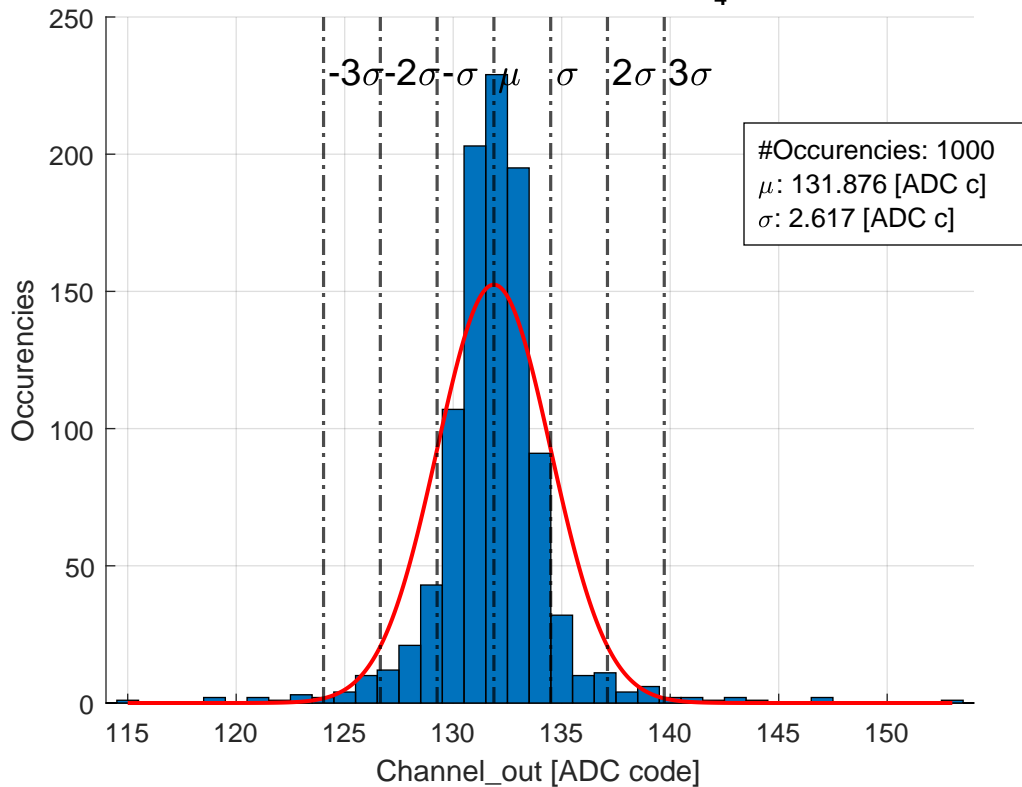 4
250
-3σ -2σ -σ μ σ 2σ 3σ
#Occurencies: 1000
μ: 131.876 [ADC c]
σ: 2.617 [ADC c]
200
150
100
50
0
Occurencies
115 120 125 130 135 140 145 150
Channel_out [ADC code]